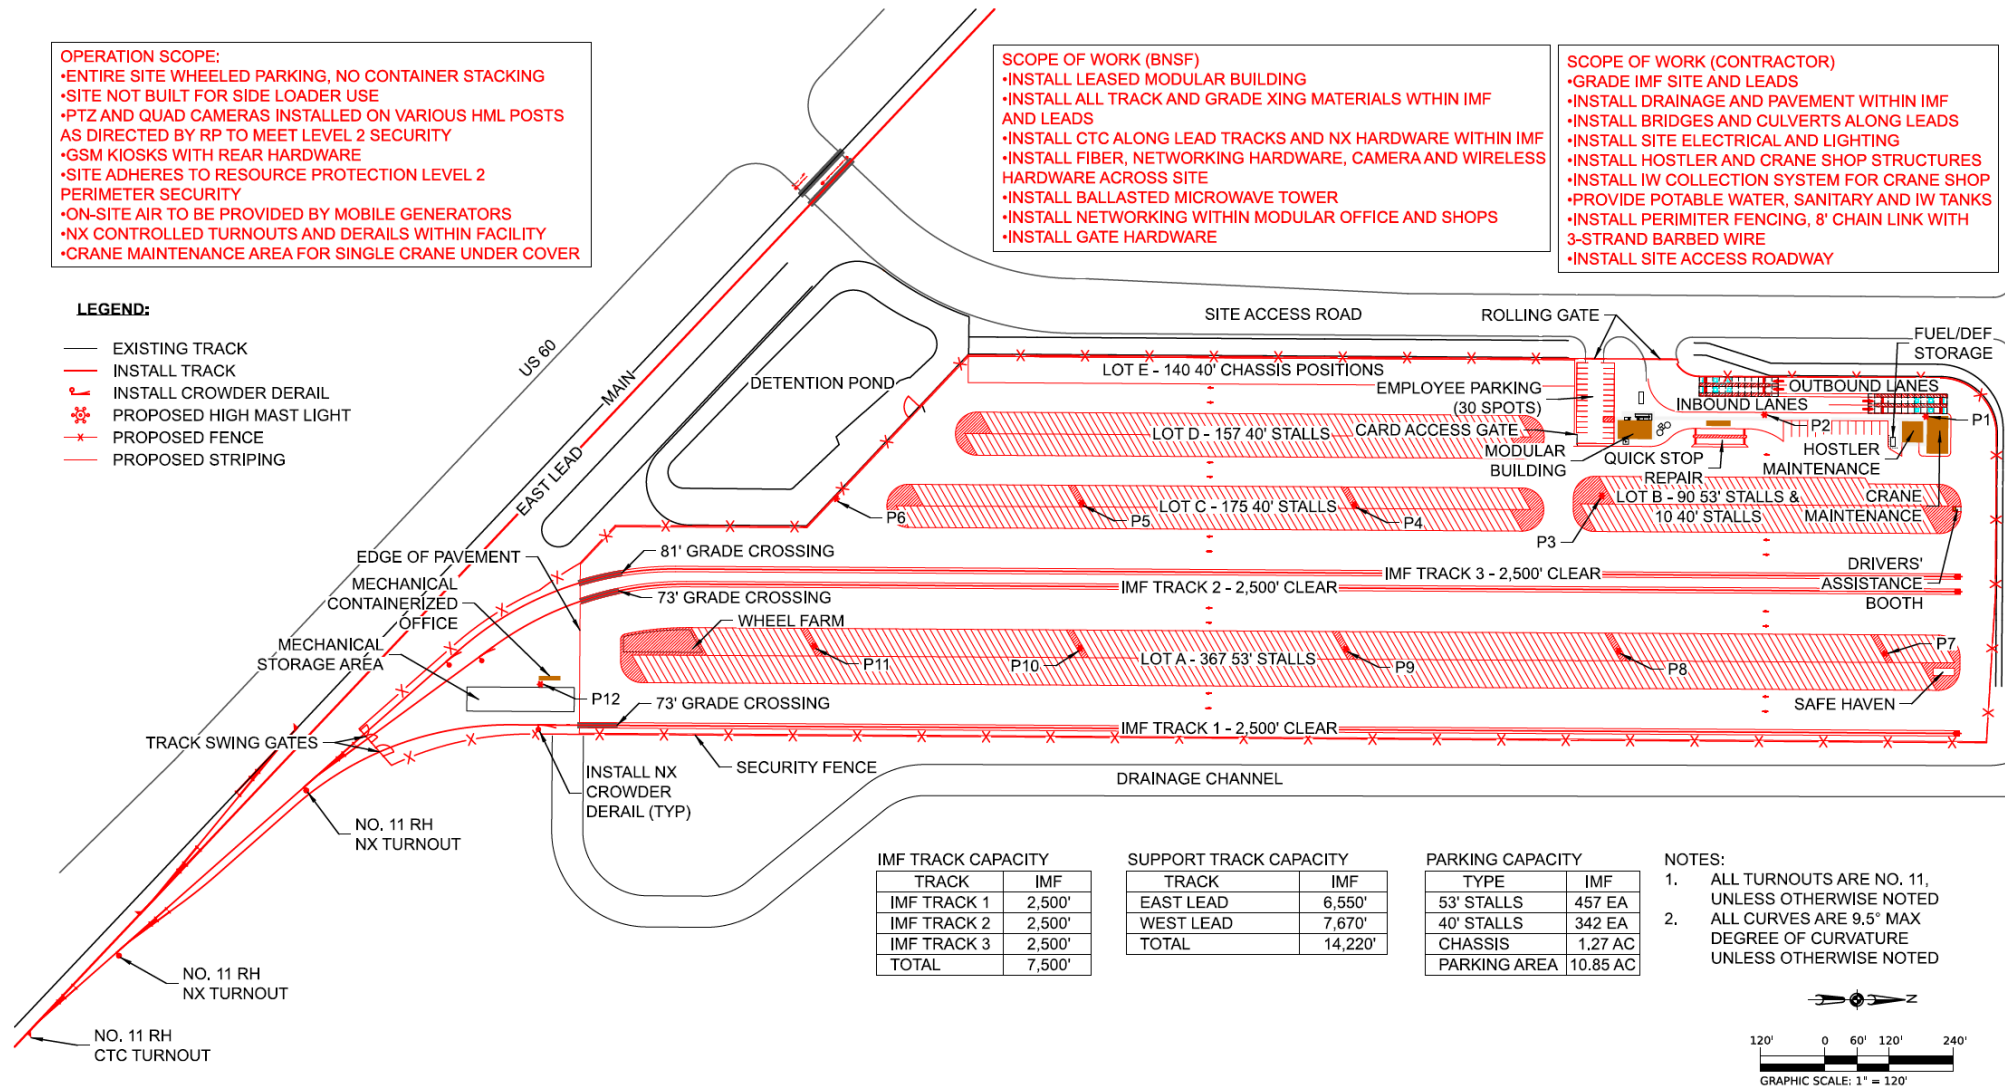 OPERATION SCOPE:
•ENTIRE SITE WHEELED PARKING, NO CONTAINER STACKING
•SITE NOT BUILT FOR SIDE LOADER USE
•PTZ AND QUAD CAMERAS INSTALLED ON VARIOUS HML POSTS
AS DIRECTED BY RP TO MEET LEVEL 2 SECURITY
•GSM KIOSKS WITH REAR HARDWARE
•SITE ADHERES TO RESOURCE PROTECTION LEVEL 2
PERIMETER SECURITY
•ON-SITE AIR TO BE PROVIDED BY MOBILE GENERATORS
•NX CONTROLLED TURNOUTS AND DERAILS WITHIN FACILITY
•CRANE MAINTENANCE AREA FOR SINGLE CRANE UNDER COVER
SCOPE OF WORK (BNSF)
•INSTALL LEASED MODULAR BUILDING
•INSTALL ALL TRACK AND GRADE XING MATERIALS WTHIN IMF
AND LEADS
•INSTALL CTC ALONG LEAD TRACKS AND NX HARDWARE WITHIN IMF
•INSTALL FIBER, NETWORKING HARDWARE, CAMERA AND WIRELESS
HARDWARE ACROSS SITE
•INSTALL BALLASTED MICROWAVE TOWER
•INSTALL NETWORKING WITHIN MODULAR OFFICE AND SHOPS
•INSTALL GATE HARDWARE
SCOPE OF WORK (CONTRACTOR)
•GRADE IMF SITE AND LEADS
•INSTALL DRAINAGE AND PAVEMENT WITHIN IMF
•INSTALL BRIDGES AND CULVERTS ALONG LEADS
•INSTALL SITE ELECTRICAL AND LIGHTING
•INSTALL HOSTLER AND CRANE SHOP STRUCTURES
•INSTALL IW COLLECTION SYSTEM FOR CRANE SHOP
•PROVIDE POTABLE WATER, SANITARY AND IW TANKS
•INSTALL PERIMITER FENCING, 8' CHAIN LINK WITH
3-STRAND BARBED WIRE
•INSTALL SITE ACCESS ROADWAY
LEGEND:
EXISTING TRACK
INSTALL TRACK
INSTALL CROWDER DERAIL
PROPOSED HIGH MAST LIGHT
PROPOSED FENCE
PROPOSED STRIPING
US 60
MAIN
EAST LEAD
DETENTION POND
SITE ACCESS ROAD
ROLLING GATE
FUEL/DEF
STORAGE
LOT E - 140 40' CHASSIS POSITIONS
EMPLOYEE PARKING
(30 SPOTS)
OUTBOUND LANES
INBOUND LANES
P1
P2
LOT D - 157 40' STALLS
CARD ACCESS GATE
MODULAR
BUILDING
QUICK STOP
REPAIR
HOSTLER
MAINTENANCE
LOT C - 175 40' STALLS
P6
P5
P4
P3
LOT B - 90 53' STALLS &
10 40' STALLS
CRANE
MAINTENANCE
EDGE OF PAVEMENT
81' GRADE CROSSING
IMF TRACK 3 - 2,500' CLEAR
DRIVERS'
ASSISTANCE
BOOTH
MECHANICAL
CONTAINERIZED
OFFICE
73' GRADE CROSSING
IMF TRACK 2 - 2,500' CLEAR
WHEEL FARM
MECHANICAL
STORAGE AREA
P11
P10
LOT A - 367 53' STALLS
P9
P8
P7
P12
73' GRADE CROSSING
SAFE HAVEN
TRACK SWING GATES
IMF TRACK 1 - 2,500' CLEAR
INSTALL NX
CROWDER
DERAIL (TYP)
SECURITY FENCE
DRAINAGE CHANNEL
NO. 11 RH
NX TURNOUT
NO. 11 RH
NX TURNOUT
NO. 11 RH
CTC TURNOUT
IMF TRACK CAPACITY
TRACK IMF
IMF TRACK 1 2,500'
IMF TRACK 2 2,500'
IMF TRACK 3 2,500'
TOTAL 7,500'
SUPPORT TRACK CAPACITY
TRACK IMF
EAST LEAD 6,550'
WEST LEAD 7,670'
TOTAL 14,220'
PARKING CAPACITY
TYPE IMF
53' STALLS 457 EA
40' STALLS 342 EA
CHASSIS 1.27 AC
PARKING AREA 10.85 AC
NOTES:
1. ALL TURNOUTS ARE NO. 11,
UNLESS OTHERWISE NOTED
2. ALL CURVES ARE 9.5° MAX
DEGREE OF CURVATURE
UNLESS OTHERWISE NOTED
N
120' 0 60' 120' 240'
GRAPHIC SCALE: 1" = 120'